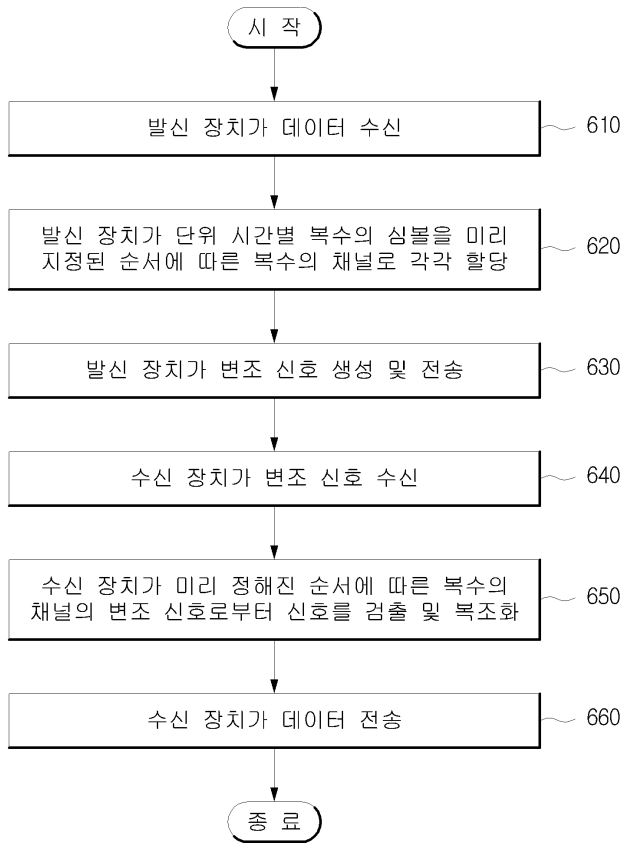 시 작
발신 장치가 데이터 수신
610
발신 장치가 단위 시간별 복수의 심볼을 미리
지정된 순서에 따른 복수의 채널로 각각 할당
620
발신 장치가 변조 신호 생성 및 전송
630
수신 장치가 변조 신호 수신
640
수신 장치가 미리 정해진 순서에 따른 복수의
채널의 변조 신호로부터 신호를 검출 및 복조화
650
수신 장치가 데이터 전송
660
종 료